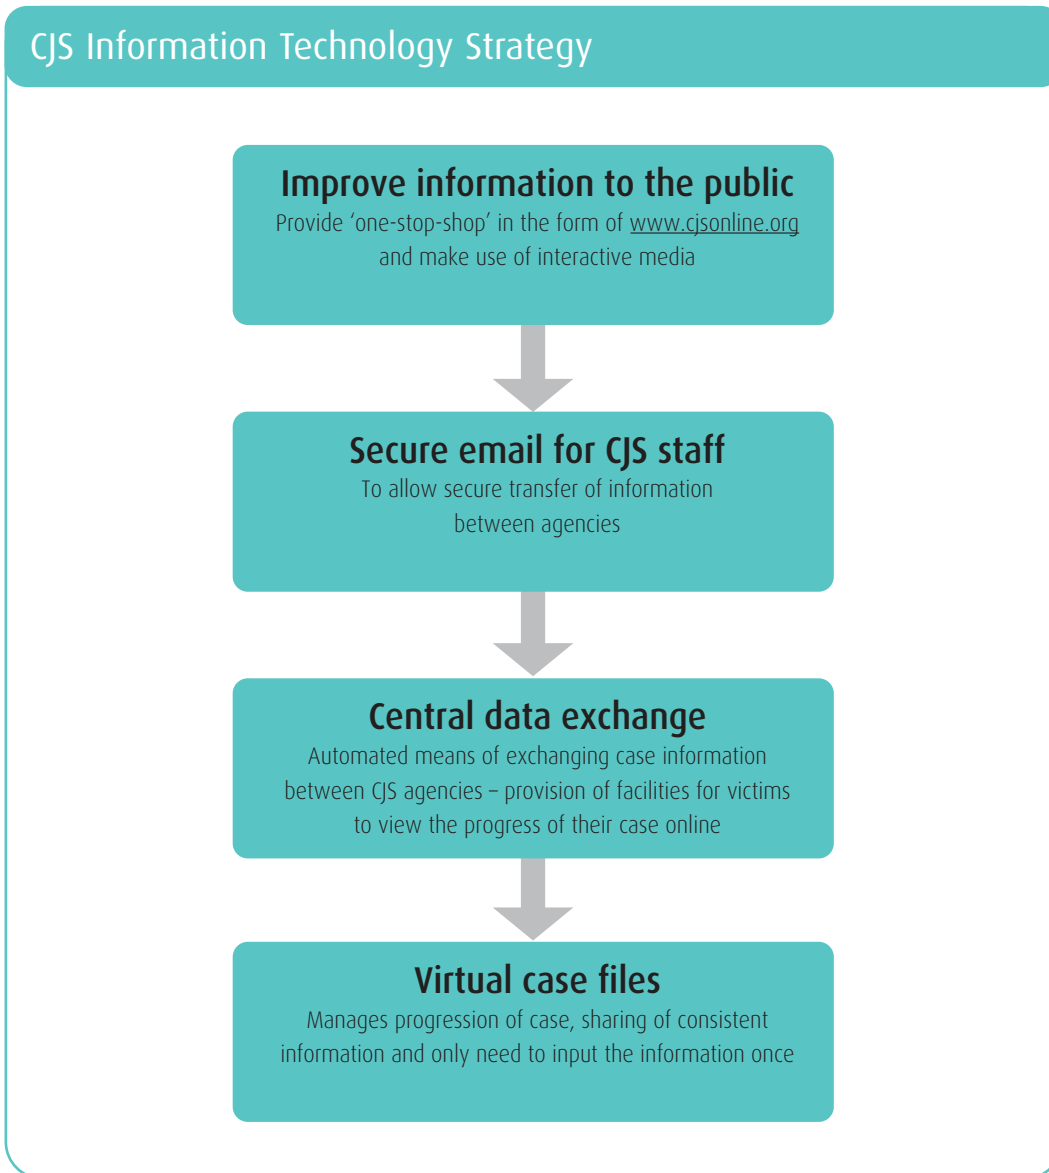 CJS Information Technology Strategy
Improve information to the public
Provide ‘one-stop-shop’ in the form of www.cjsonline.org
and make use of interactive media
Secure email for CJS staff
To allow secure transfer of information
between agencies
Central data exchange
Automated means of exchanging case information
between CJS agencies – provision of facilities for victims
to view the progress of their case online
Virtual case files
Manages progression of case, sharing of consistent
information and only need to input the information once